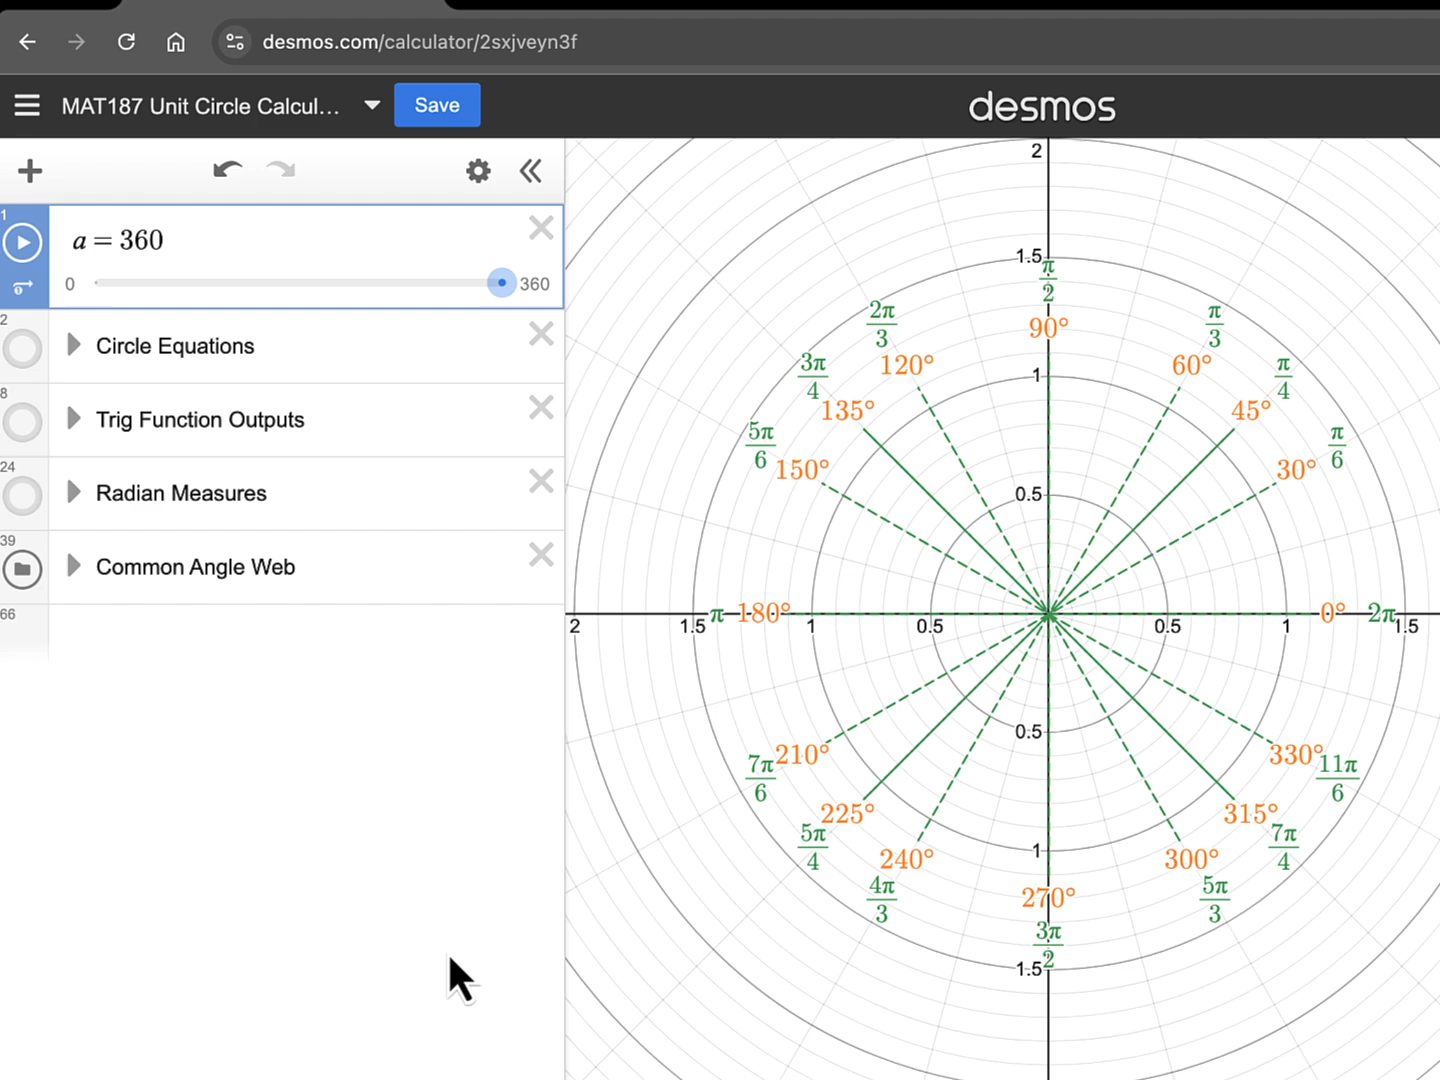 desmos.com/calculator/2sxjveyn3f
MAT187 Unit Circle Calcul...
Save
desmos
1
a = 360
0
360
2
Circle Equations
8
Trig Function Outputs
24
Radian Measures
39
Common Angle Web
66
2
1.5
π/2
90°
2π/3
π/3
120°
60°
3π/4
1
π/4
135°
45°
5π/6
π/6
150°
30°
0.5
π
180°
0°
2π
2
1.5
1
0.5
0.5
1
1.5
0.5
210°
330°
7π/6
11π/6
225°
315°
5π/4
1
7π/4
240°
300°
4π/3
270°
5π/3
3π/2
1.5